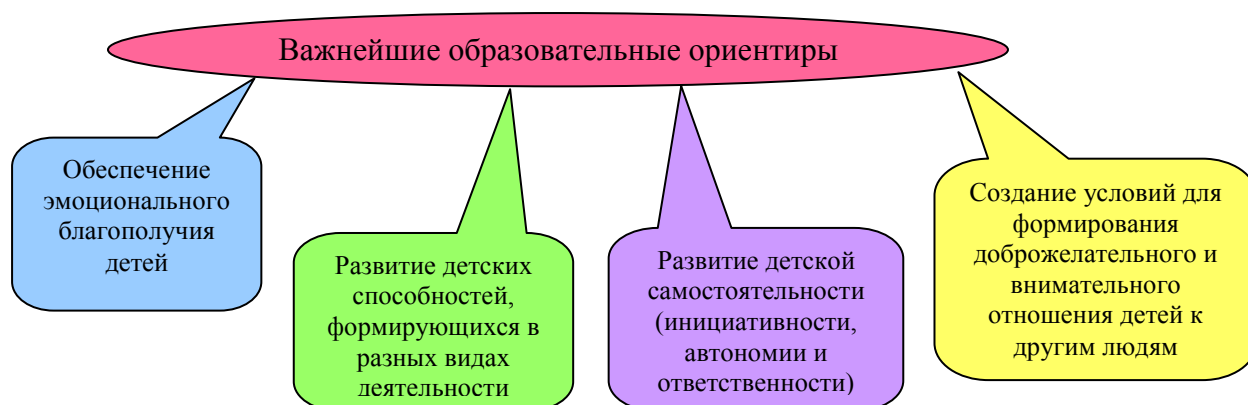 Важнейшие образовательные ориентиры
Обеспечение
эмоционального
благополучия
детей
Развитие детских
способностей,
формирующихся в
разных видах
деятельности
Развитие детской
самостоятельности
(инициативности,
автономии и
ответственности)
Создание условий для
формирования
доброжелательного и
внимательного
отношения детей к
другим людям